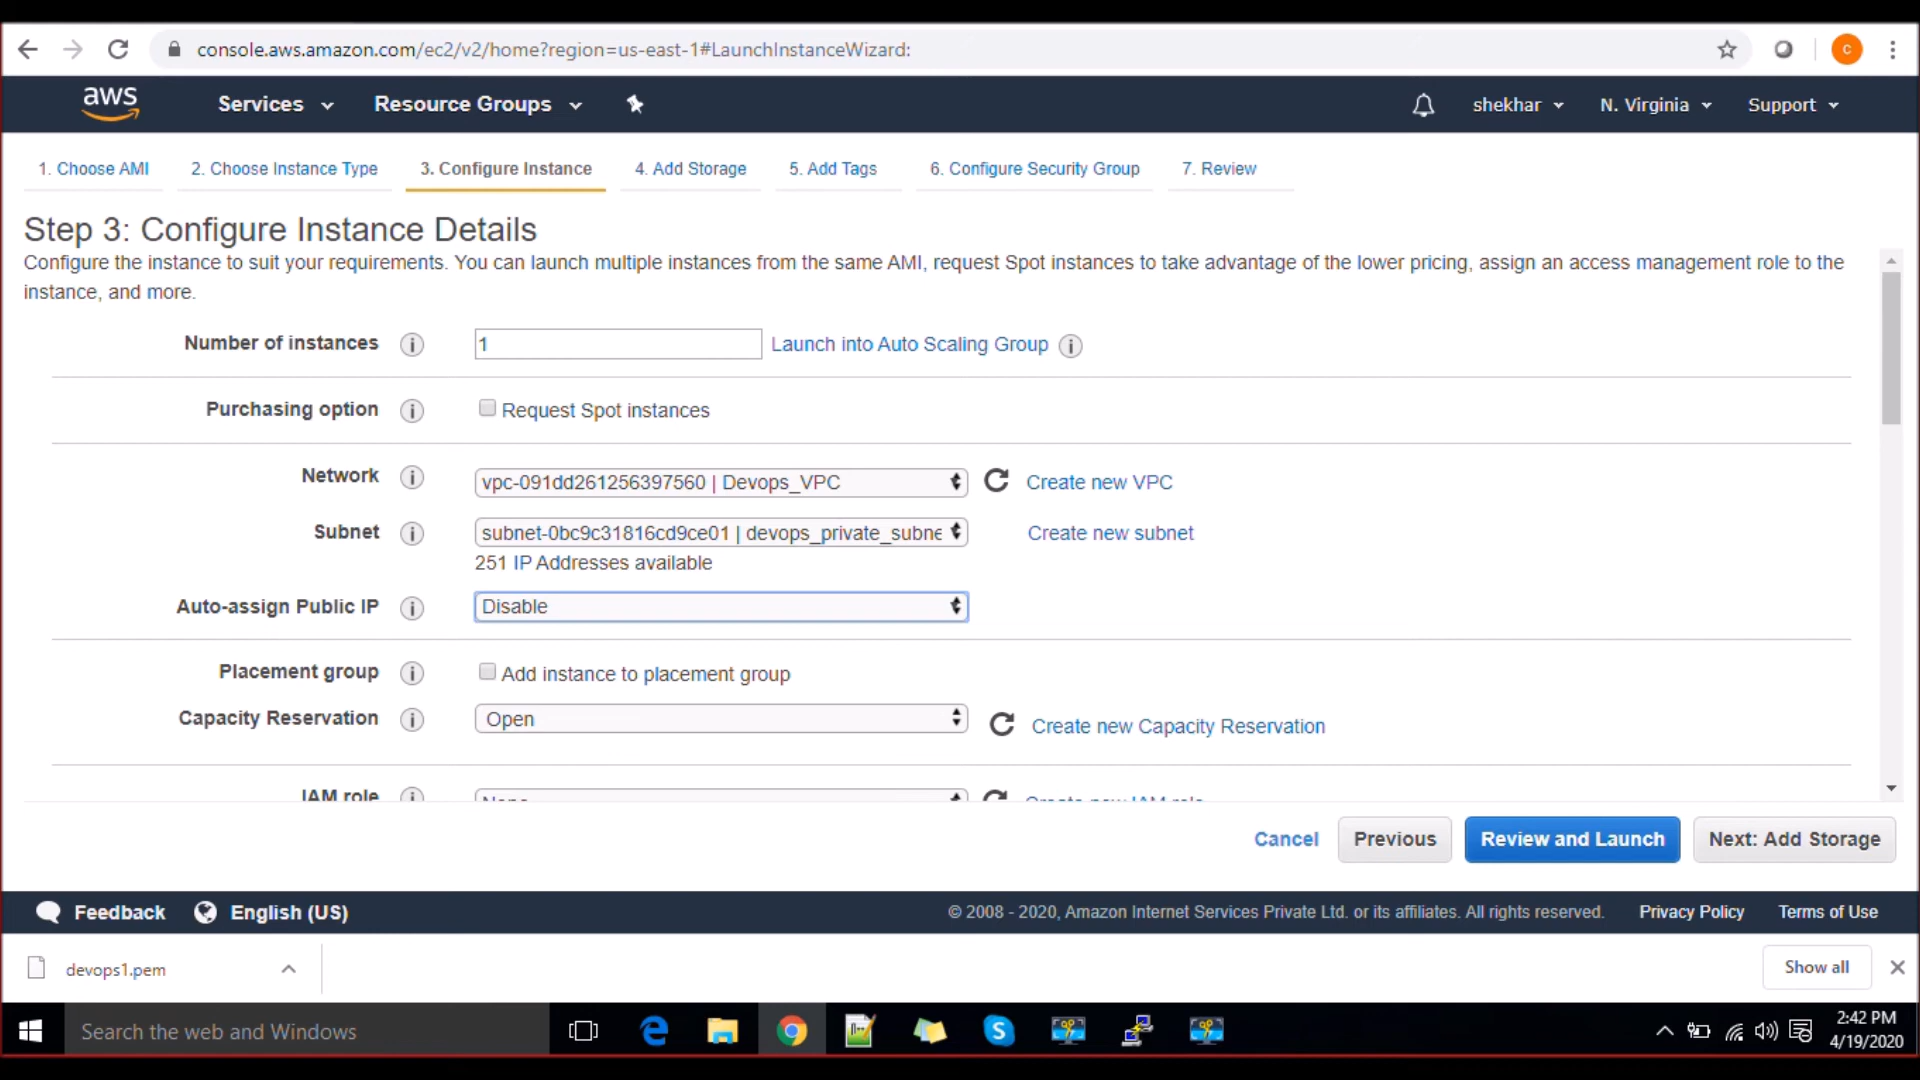 console.aws.amazon.com/ec2/v2/home?region=us-east-1#LaunchInstanceWizard:
C
aws
Services
Resource Groups
shekhar
N. Virginia
Support
1. Choose AMI
2. Choose Instance Type
3. Configure Instance
4. Add Storage
5. Add Tags
6. Configure Security Group
7. Review
Step 3: Configure Instance Details
Configure the instance to suit your requirements. You can launch multiple instances from the same AMI, request Spot instances to take advantage of the lower pricing, assign an access management role to the
instance, and more.
Number of instances
1
Launch into Auto Scaling Group
Purchasing option
Request Spot instances
Network
vpc-091dd261256397560 | Devops_VPC
Create new VPC
Subnet
subnet-0bc9c31816cd9ce01 | devops_private_subne
Create new subnet
251 IP Addresses available
Auto-assign Public IP
Disable
Placement group
Add instance to placement group
Capacity Reservation
Open
Create new Capacity Reservation
IAM role
None
Create new IAM role
Cancel
Previous
Review and Launch
Next: Add Storage
Feedback
English (US)
© 2008 - 2020, Amazon Internet Services Private Ltd. or its affiliates. All rights reserved.
Privacy Policy
Terms of Use
devops1.pem
Show all
Search the web and Windows
2:42 PM
4/19/2020